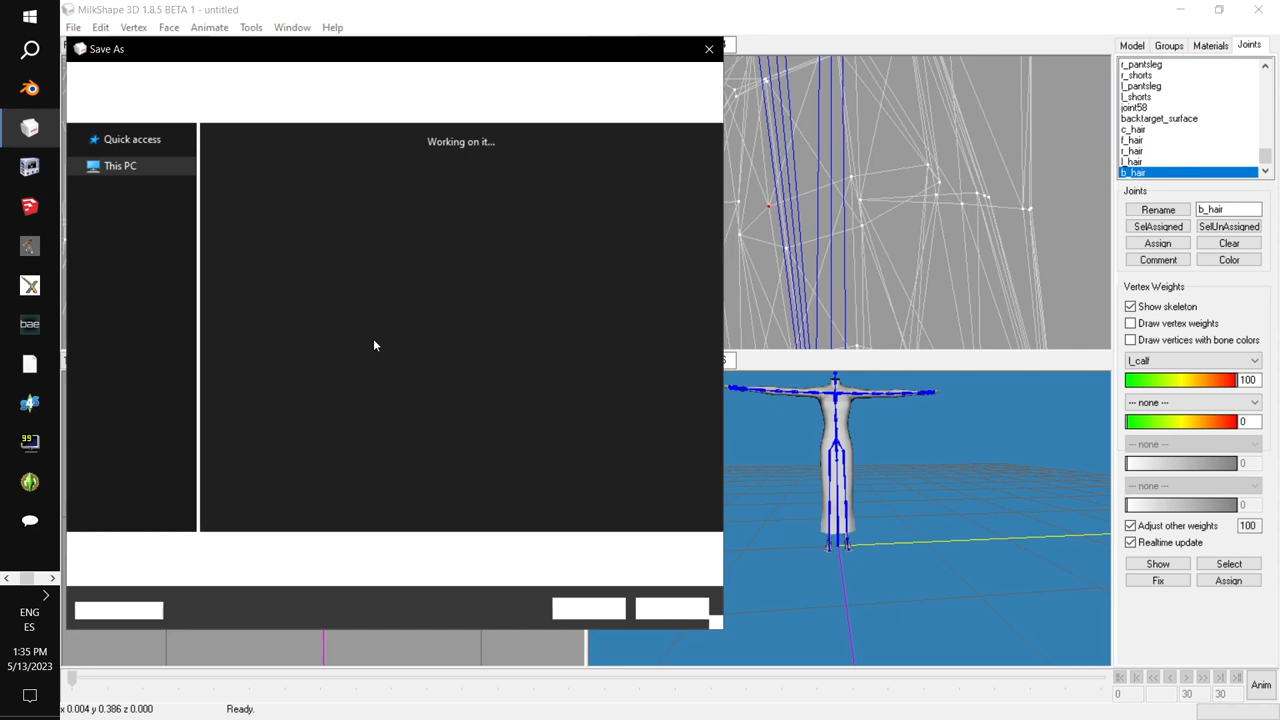 MilkShape 3D 1.8.5 BETA 1 - untitled
File Edit Vertex Face Animate Tools Window Help
Save As
Quick access
This PC
Working on it...
Model Groups Materials Joints
r_pantsleg
r_shorts
l_pantsleg
l_shorts
joint58
backtarget_surface
c_hair
f_hair
r_hair
l_hair
b_hair
Joints
Rename b_hair
SelAssigned SelUnAssigned
Assign Clear
Comment Color
Vertex Weights
Show skeleton
Draw vertex weights
Draw vertices with bone colors
l_calf
100
--- none ---
0
--- none ---
0
--- none ---
0
Adjust other weights 100
Realtime update
Show Select
Fix Assign
bae
99
ENG
ES
1:35 PM
5/13/2023
0 30 30
Anim
x 0.004 y 0.386 z 0.000 Ready.